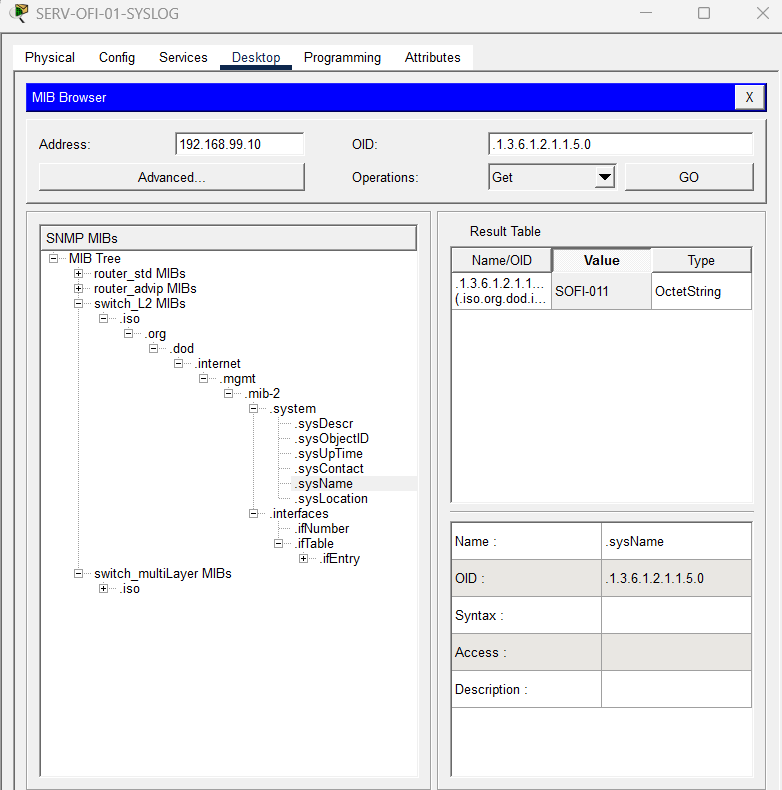 SERV-OFI-01-SYSLOG
Physical Config Services Desktop Programming Attributes
MIB Browser X
Address: 192.168.99.10 OID: .1.3.6.1.2.1.1.5.0
Advanced... Operations: Get GO
SNMP MIBs
MIB Tree
router_std MIBs
router_advip MIBs
switch_L2 MIBs
.iso
.org
.dod
.internet
.mgmt
.mib-2
.system
.sysDescr
.sysObjectID
.sysUpTime
.sysContact
.sysName
.sysLocation
.interfaces
.ifNumber
.ifTable
.ifEntry
switch_multiLayer MIBs
.iso
Result Table
Name/OID Value Type
.1.3.6.1.2.1.1... SOFI-011 OctetString
(.iso.org.dod.i...
Name : .sysName
OID : .1.3.6.1.2.1.1.5.0
Syntax :
Access :
Description :